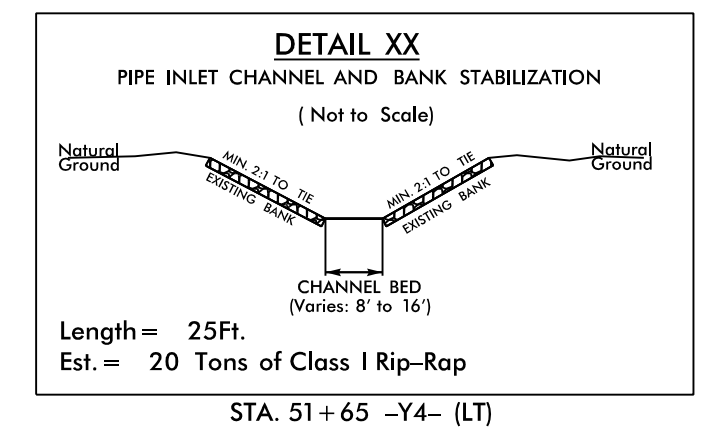 DETAIL XX
PIPE INLET CHANNEL AND BANK STABILIZATION
( Not to Scale)
Natural
Ground
MIN. 2:1 TO TIE
EXISTING BANK
MIN. 2:1 TO TIE
EXISTING BANK
Natural
Ground
CHANNEL BED
(Varies: 8' to 16')
Length = 25Ft.
Est. = 20 Tons of Class I Rip–Rap
STA. 51+65 –Y4– (LT)